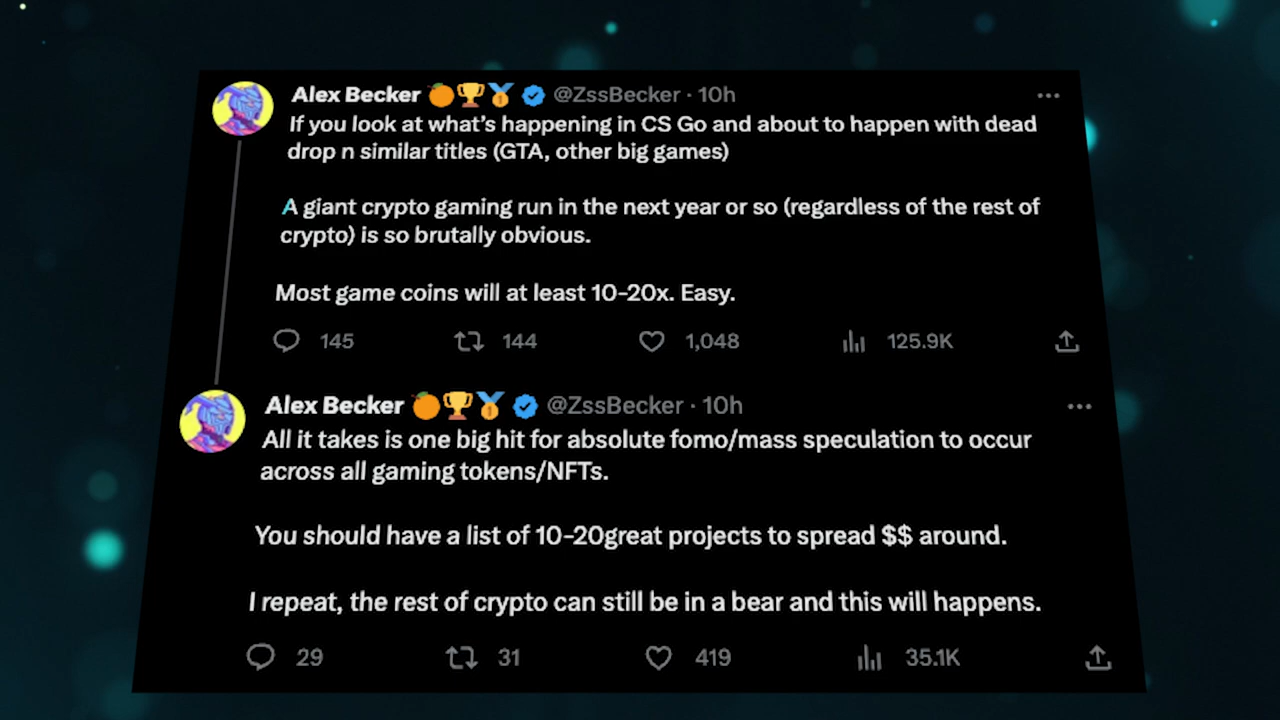 Alex Becker 🍊🏆🥇 @ZssBecker · 10h
If you look at what's happening in CS Go and about to happen with dead
drop n similar titles (GTA, other big games)
A giant crypto gaming run in the next year or so (regardless of the rest of
crypto) is so brutally obvious.
Most game coins will at least 10-20x. Easy.
145 144 1,048 125.9K
Alex Becker 🍊🏆🥇 @ZssBecker · 10h
All it takes is one big hit for absolute fomo/mass speculation to occur
across all gaming tokens/NFTs.
You should have a list of 10-20great projects to spread $$ around.
I repeat, the rest of crypto can still be in a bear and this will happens.
29 31 419 35.1K